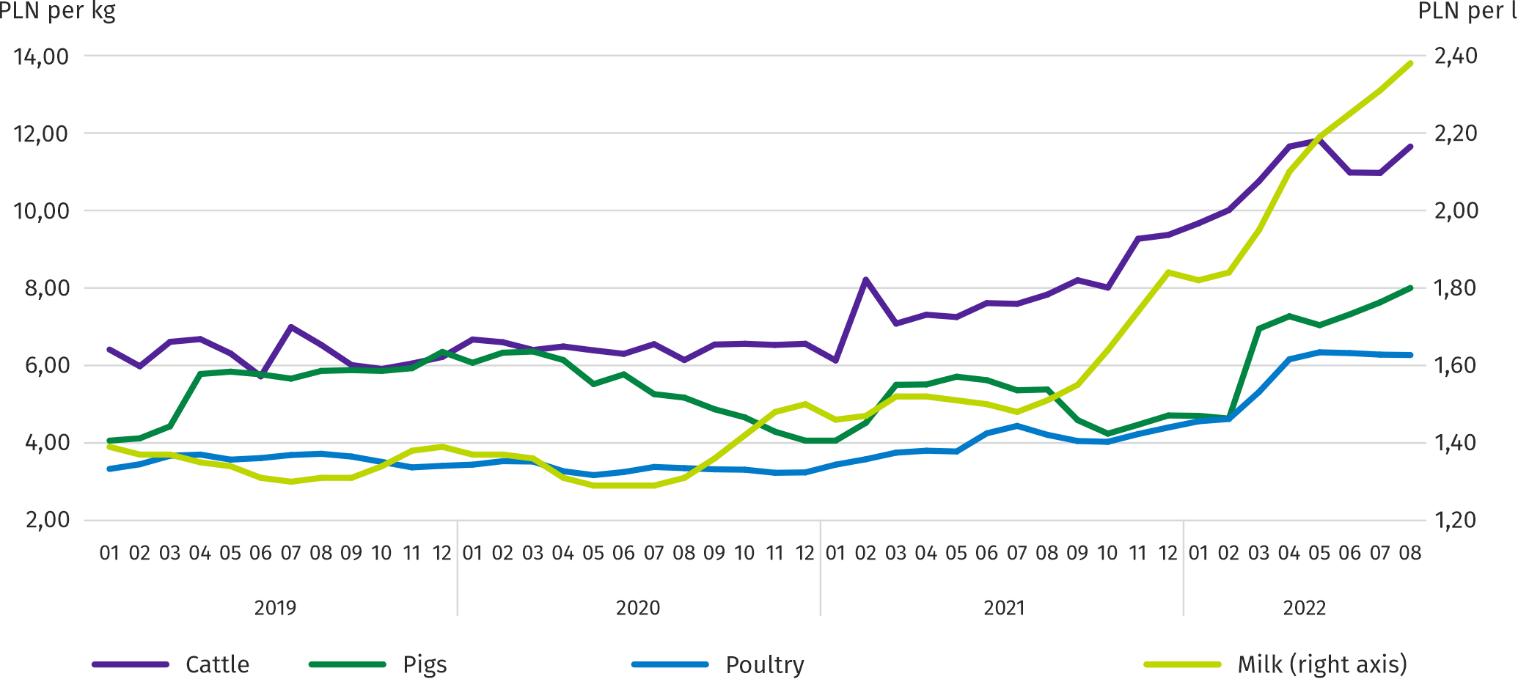 PLN per kg PLN per l
14,00 2,40
12,00 2,20
10,00 2,00
8,00 1,80
6,00 1,60
4,00 1,40
2,00 1,20
01 02 03 04 05 06 07 08 09 10 11 12 01 02 03 04 05 06 07 08 09 10 11 12 01 02 03 04 05 06 07 08 09 10 11 12 01 02 03 04 05 06 07 08
2019 2020 2021 2022
Cattle Pigs Poultry Milk (right axis)